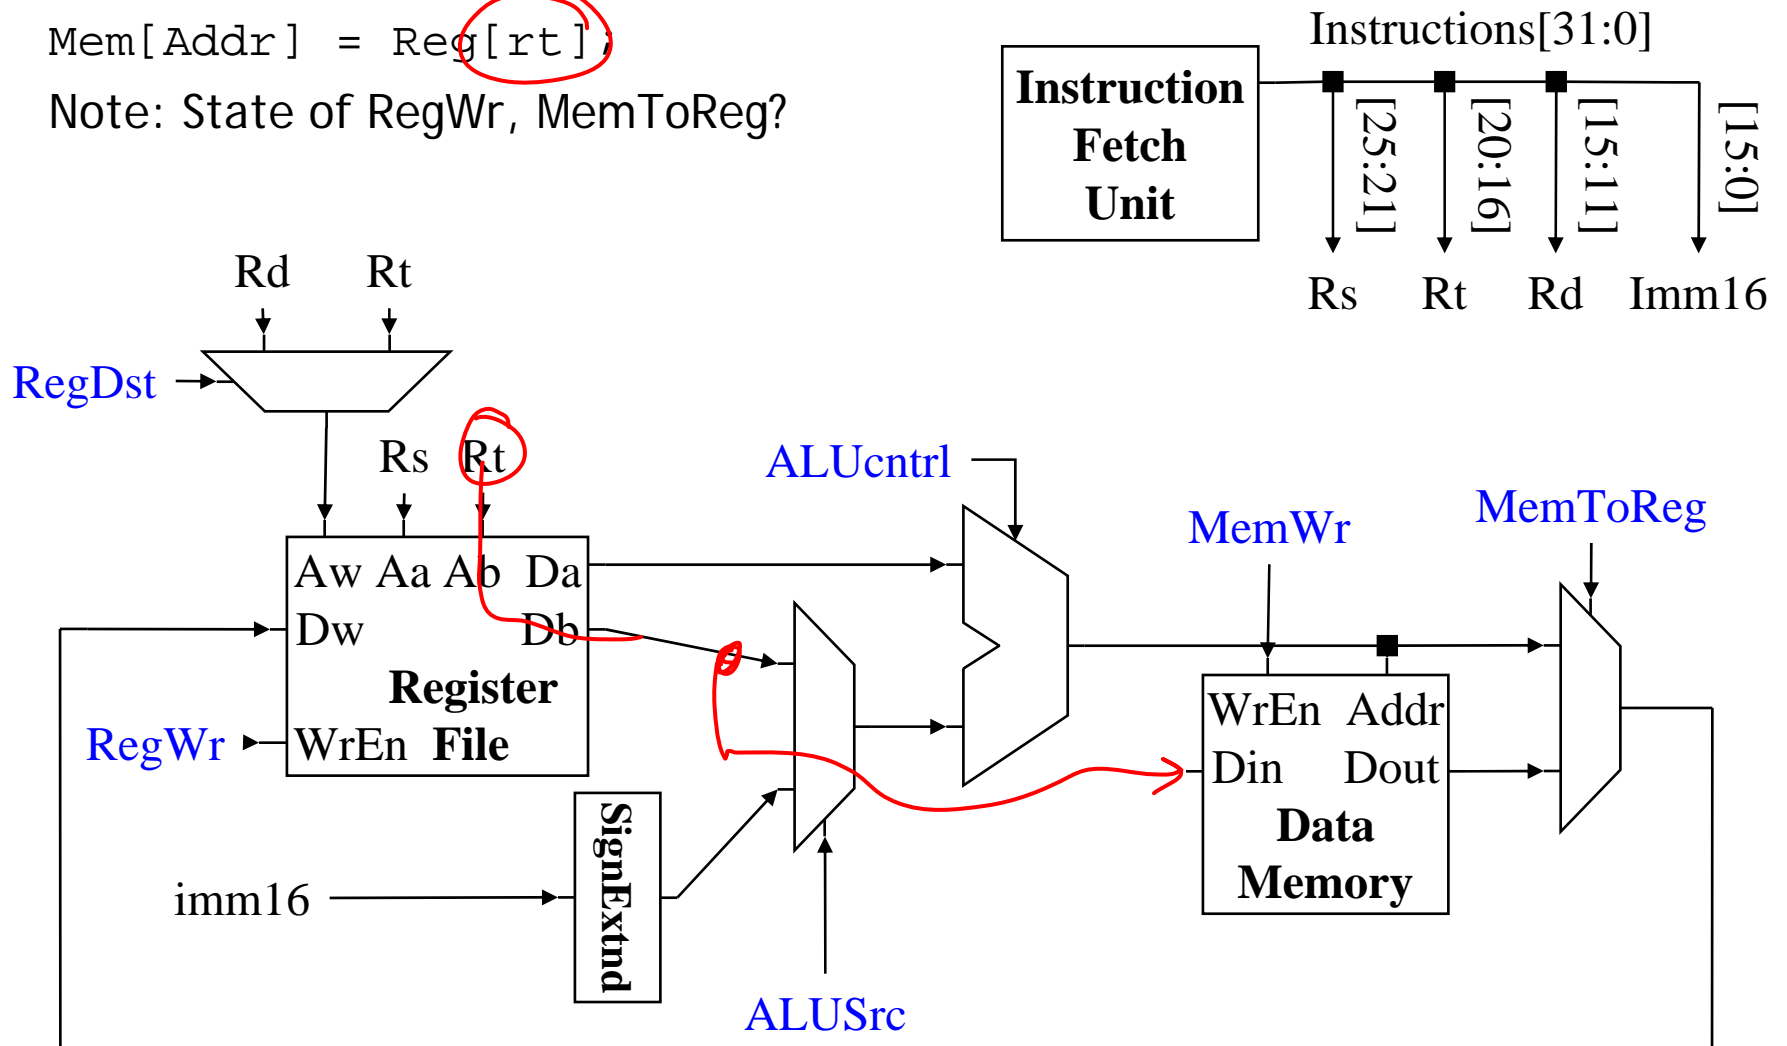 Mem[Addr] = Reg[rt];
Note: State of RegWr, MemToReg?
Instructions[31:0]
Instruction
Fetch
Unit
[25:21]
[20:16]
[15:11]
[15:0]
Rs Rt Rd Imm16
Rd Rt
RegDst
Rs Rt
ALUcntrl
MemWr
MemToReg
Aw Aa Ab Da
Dw Db
Register
File
RegWr
WrEn
WrEn Addr
Din Dout
Data
Memory
SignExtnd
imm16
ALUSrc